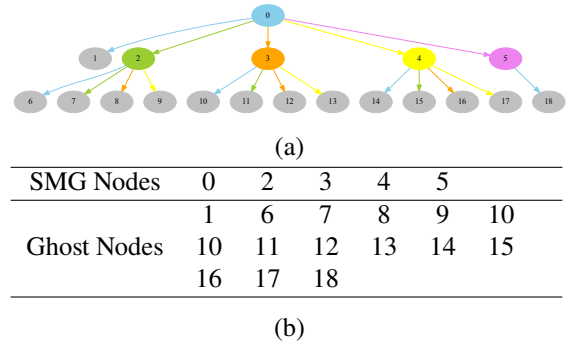 0
1 2 3 4 5
6 7 8 9 10 11 12 13 14 15 16 17 18
(a)
SMG Nodes 0 2 3 4 5
1 6 7 8 9 10
Ghost Nodes 10 11 12 13 14 15
16 17 18
(b)